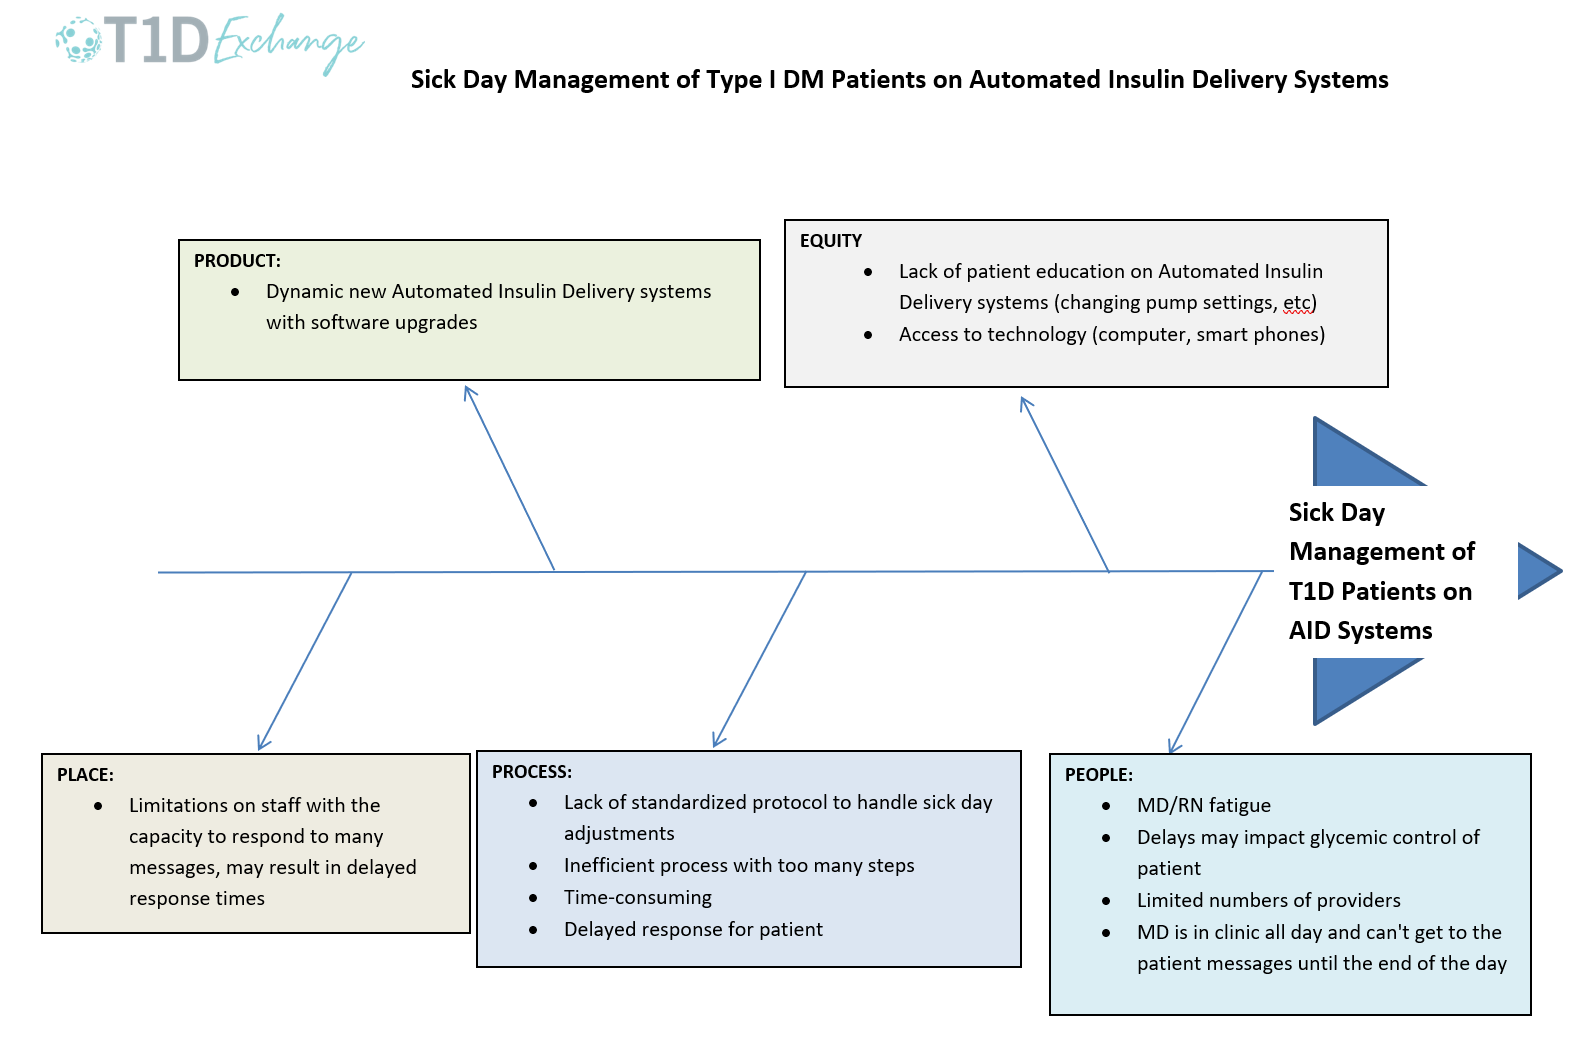 T1D Exchange
Sick Day Management of Type I DM Patients on Automated Insulin Delivery Systems
PRODUCT:
• Dynamic new Automated Insulin Delivery systems
with software upgrades
EQUITY
• Lack of patient education on Automated Insulin
Delivery systems (changing pump settings, etc)
• Access to technology (computer, smart phones)
Sick Day
Management of
T1D Patients on
AID Systems
PLACE:
• Limitations on staff with the
capacity to respond to many
messages, may result in delayed
response times
PROCESS:
• Lack of standardized protocol to handle sick day
adjustments
• Inefficient process with too many steps
• Time-consuming
• Delayed response for patient
PEOPLE:
• MD/RN fatigue
• Delays may impact glycemic control of
patient
• Limited numbers of providers
• MD is in clinic all day and can't get to the
patient messages until the end of the day